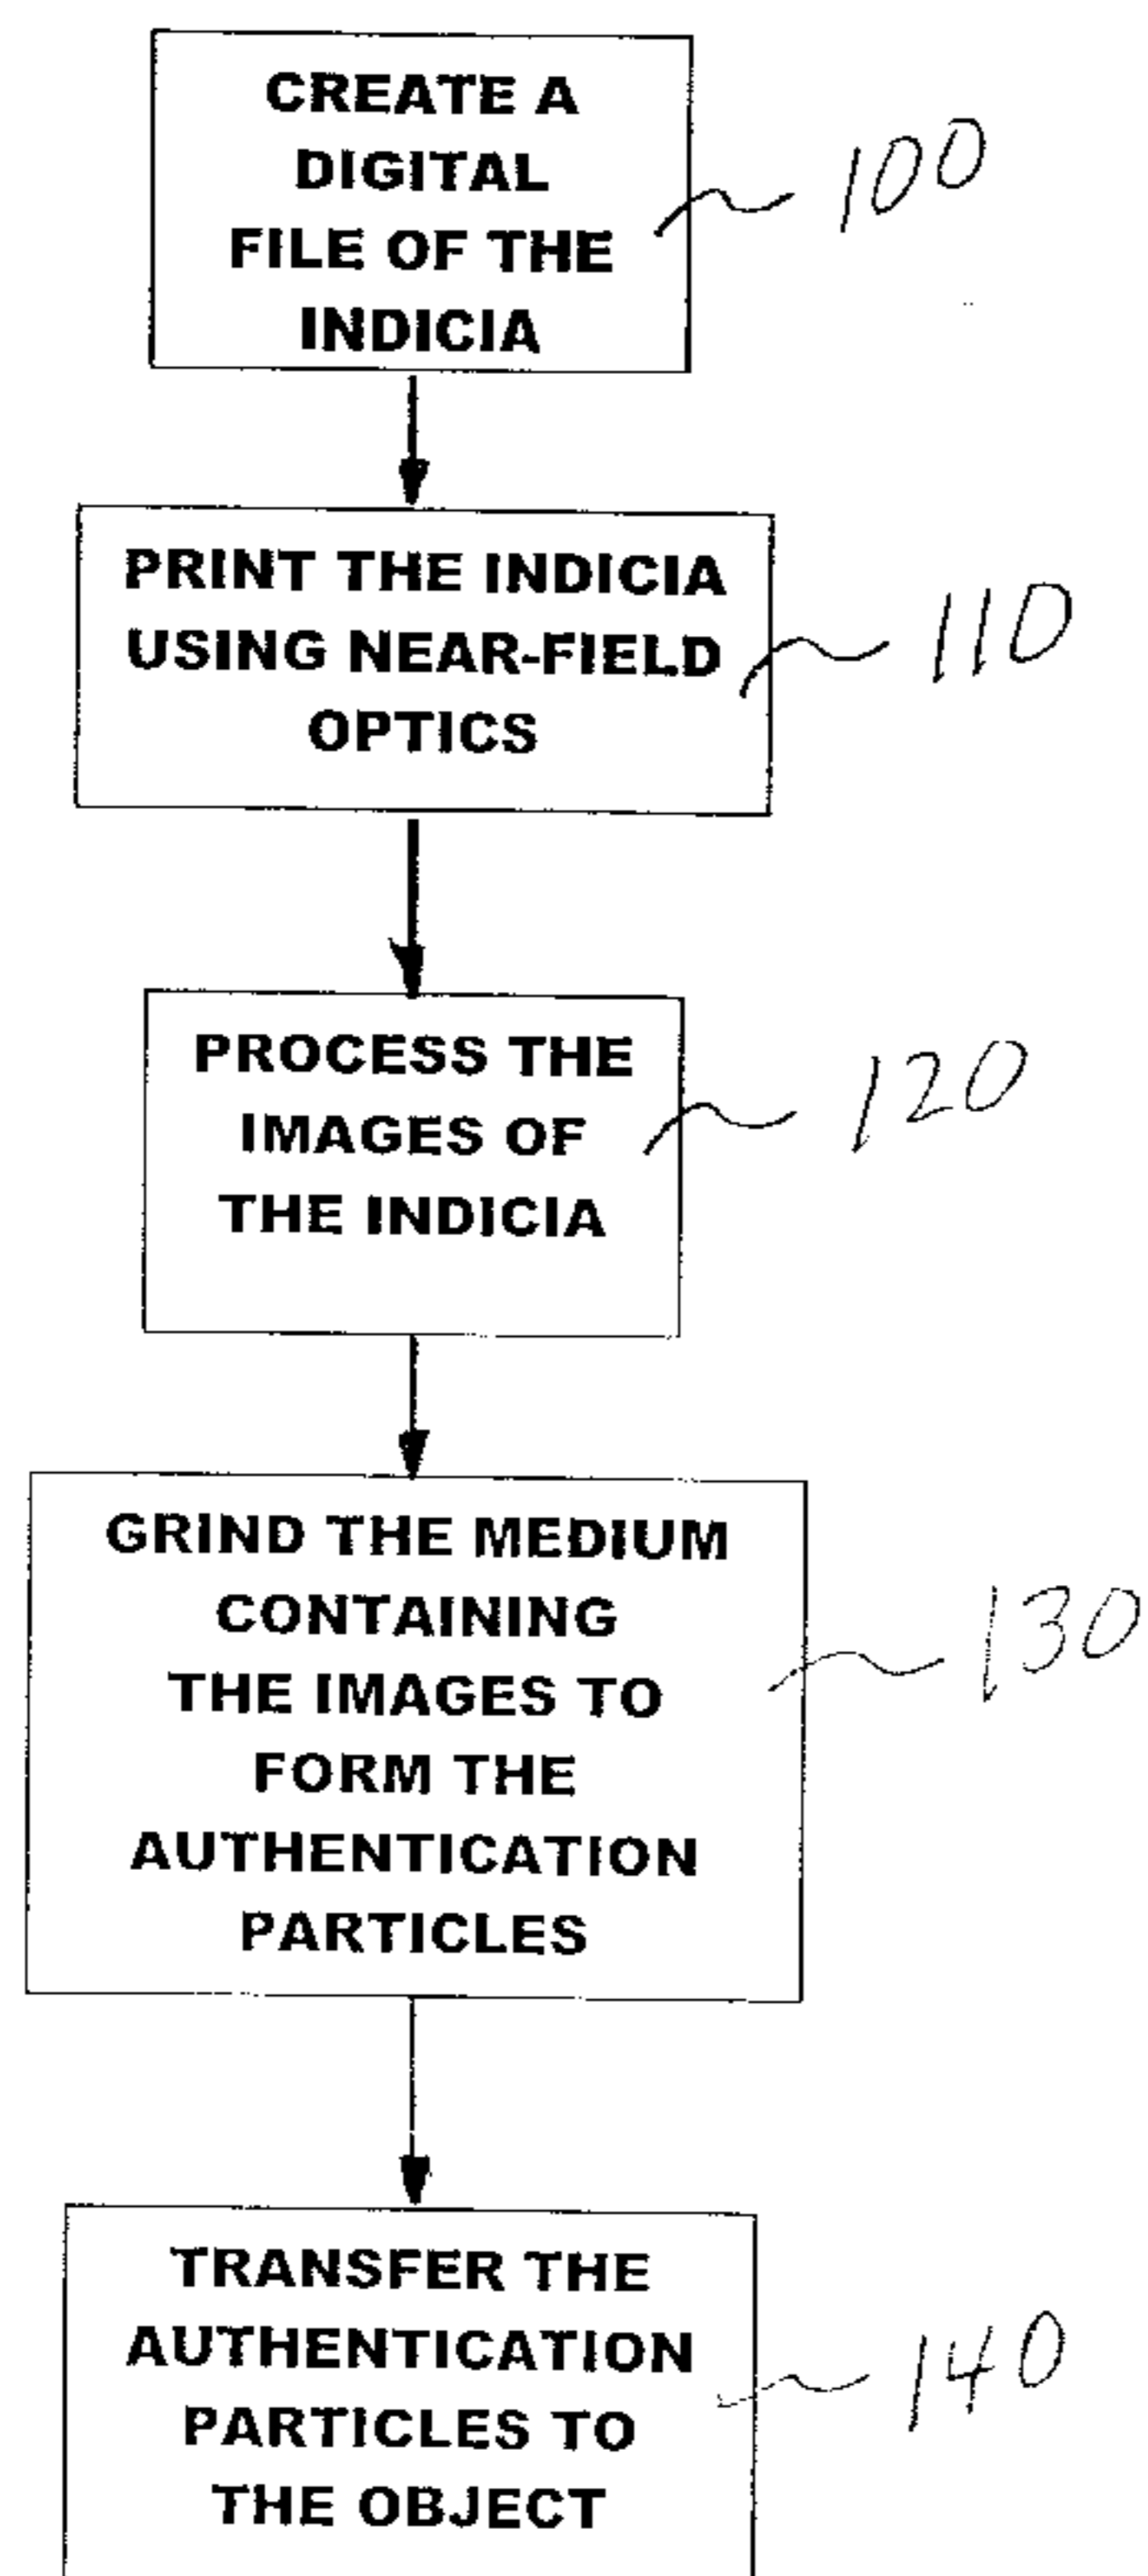 CREATE A
DIGITAL
FILE OF THE
INDICIA
100
PRINT THE INDICIA
USING NEAR-FIELD
OPTICS
110
PROCESS THE
IMAGES OF
THE INDICIA
120
GRIND THE MEDIUM
CONTAINING
THE IMAGES TO
FORM THE
AUTHENTICATION
PARTICLES
130
TRANSFER THE
AUTHENTICATION
PARTICLES TO
THE OBJECT
140